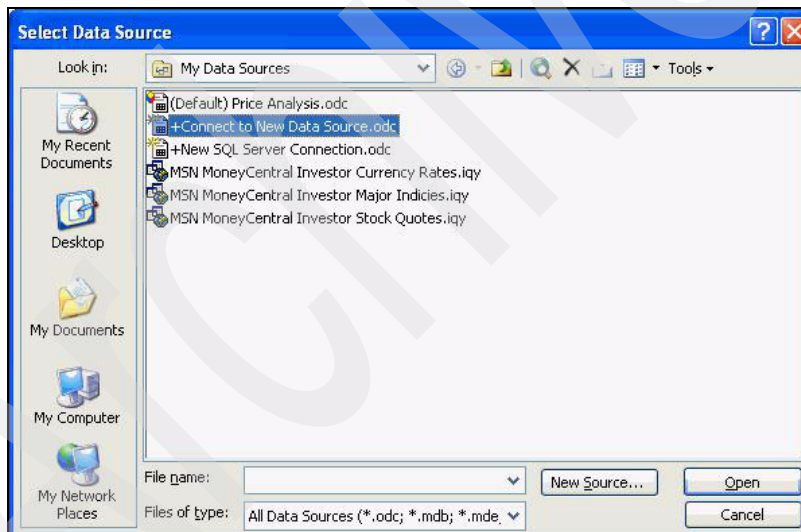 Select Data Source
Look in:
My Data Sources
Tools
(Default) Price Analysis.odc
+Connect to New Data Source.odc
+New SQL Server Connection.odc
MSN MoneyCentral Investor Currency Rates.iqy
MSN MoneyCentral Investor Major Indicies.iqy
MSN MoneyCentral Investor Stock Quotes.iqy
My Recent
Documents
Desktop
My Documents
My Computer
My Network
Places
File name:
New Source...
Open
Files of type:
All Data Sources (*.odc; *.mdb; *.mde;
Cancel